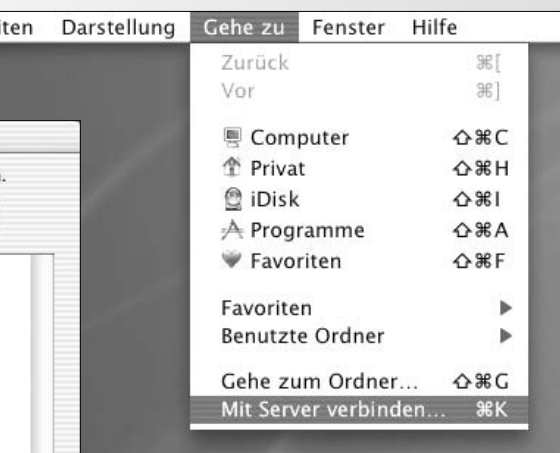 iten Darstellung Gehe zu Fenster Hilfe
Zurück ⌘[
Vor ⌘]
Computer ⇧⌘C
Privat ⇧⌘H
iDisk ⇧⌘I
Programme ⇧⌘A
Favoriten ⇧⌘F
Favoriten ▶
Benutzte Ordner ▶
Gehe zum Ordner... ⇧⌘G
Mit Server verbinden... ⌘K